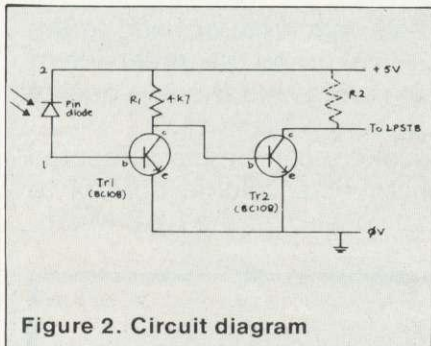 2
+5V
R1
4k7
R2
Pin
diode
c
c
To LPSTB
1
b
b
e
e
Tr1
(BC108)
Tr2
(BC108)
ØV
Figure 2. Circuit diagram